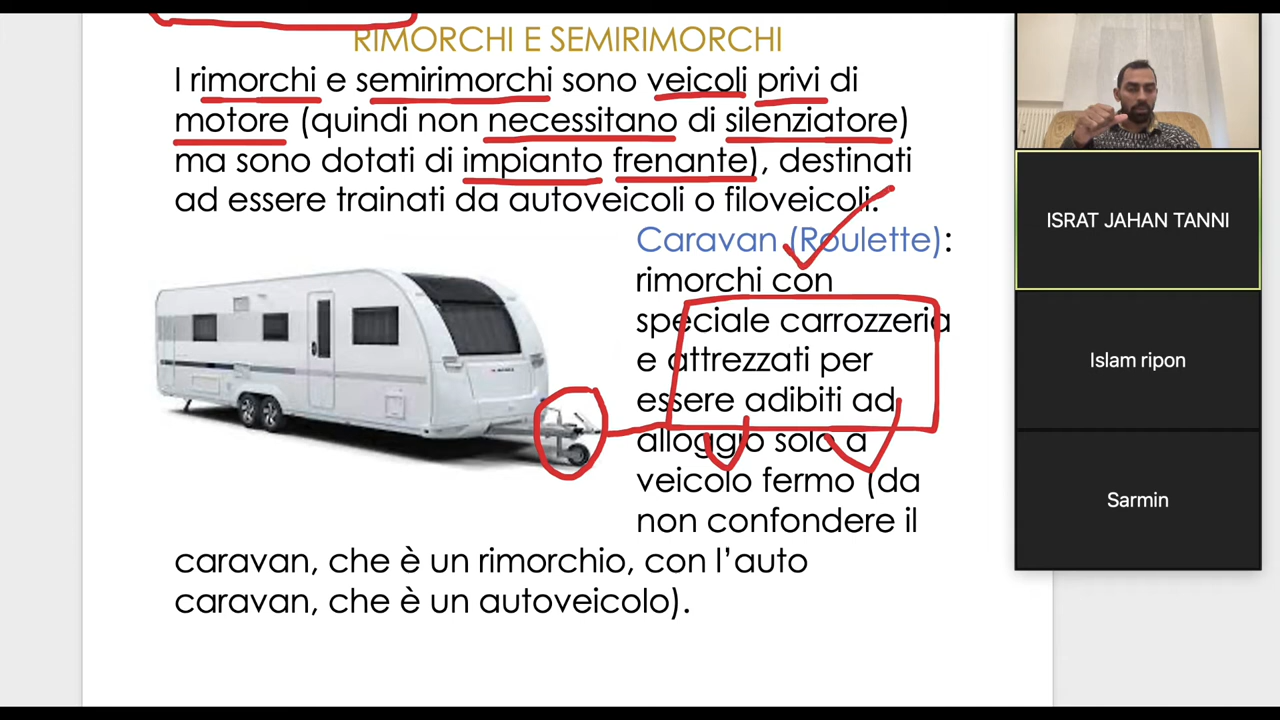 RIMORCHI E SEMIRIMORCHI
I rimorchi e semirimorchi sono veicoli privi di
motore (quindi non necessitano di silenziatore)
ma sono dotati di impianto frenante), destinati
ad essere trainati da autoveicoli o filoveicoli.
Caravan (Roulette):
rimorchi con
speciale carrozzeria
e attrezzati per
essere adibiti ad
alloggio solo a
veicolo fermo (da
non confondere il
caravan, che è un rimorchio, con l’auto
caravan, che è un autoveicolo).
ISRAT JAHAN TANNI
Islam ripon
Sarmin